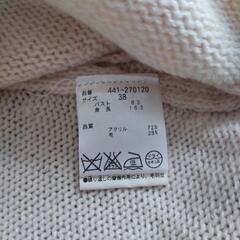 品番 441-270120
サイズ 38
バスト 83
身長 163
品質 アクリル 72%
毛 28%